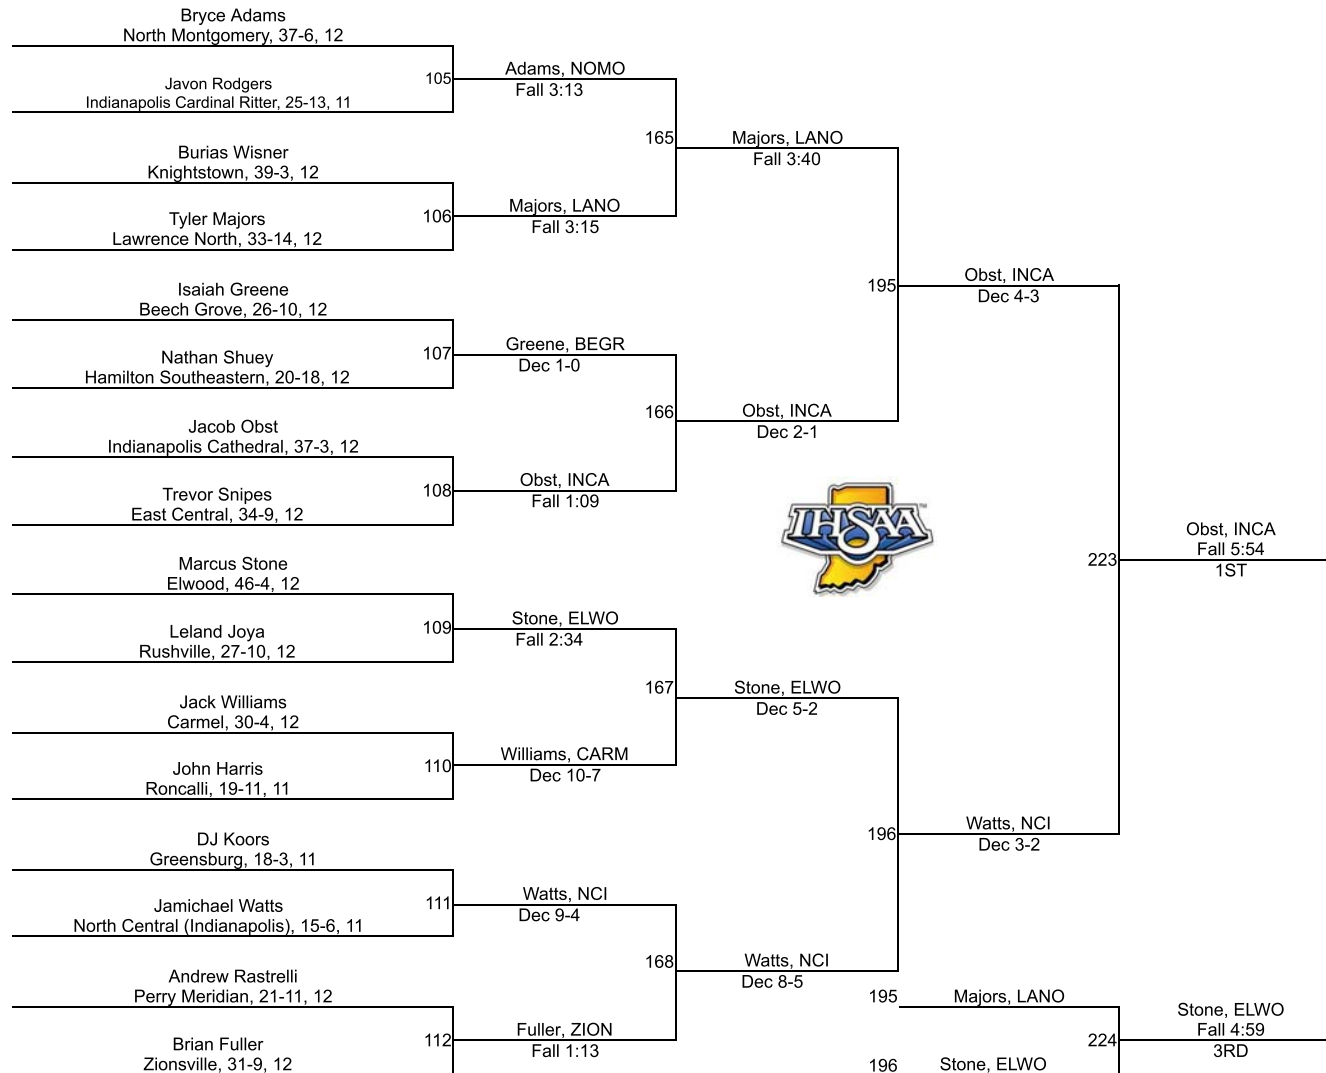 Bryce Adams
North Montgomery, 37-6, 12
Javon Rodgers
Indianapolis Cardinal Ritter, 25-13, 11
105
Adams, NOMO
Fall 3:13
Burias Wisner
Knightstown, 39-3, 12
Tyler Majors
Lawrence North, 33-14, 12
106
Majors, LANO
Fall 3:15
165
Majors, LANO
Fall 3:40
Isaiah Greene
Beech Grove, 26-10, 12
Nathan Shuey
Hamilton Southeastern, 20-18, 12
107
Greene, BEGR
Dec 1-0
Jacob Obst
Indianapolis Cathedral, 37-3, 12
Trevor Snipes
East Central, 34-9, 12
108
Obst, INCA
Fall 1:09
166
Obst, INCA
Dec 2-1
195
Obst, INCA
Dec 4-3
IHSAA
TM
Marcus Stone
Elwood, 46-4, 12
Leland Joya
Rushville, 27-10, 12
109
Stone, ELWO
Fall 2:34
Jack Williams
Carmel, 30-4, 12
John Harris
Roncalli, 19-11, 11
110
Williams, CARM
Dec 10-7
167
Stone, ELWO
Dec 5-2
DJ Koors
Greensburg, 18-3, 11
Jamichael Watts
North Central (Indianapolis), 15-6, 11
111
Watts, NCI
Dec 9-4
Andrew Rastrelli
Perry Meridian, 21-11, 12
Brian Fuller
Zionsville, 31-9, 12
112
Fuller, ZION
Fall 1:13
168
Watts, NCI
Dec 8-5
196
Watts, NCI
Dec 3-2
223
Obst, INCA
Fall 5:54
1ST
195
Majors, LANO
196
Stone, ELWO
224
Stone, ELWO
Fall 4:59
3RD